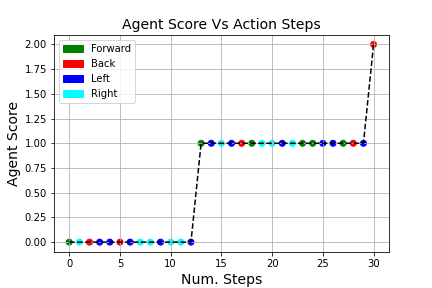 Agent Score Vs Action Steps
Forward
Back
Left
Right
Agent Score
2.00
1.75
1.50
1.25
1.00
0.75
0.50
0.25
0.00
0 5 10 15 20 25 30
Num. Steps